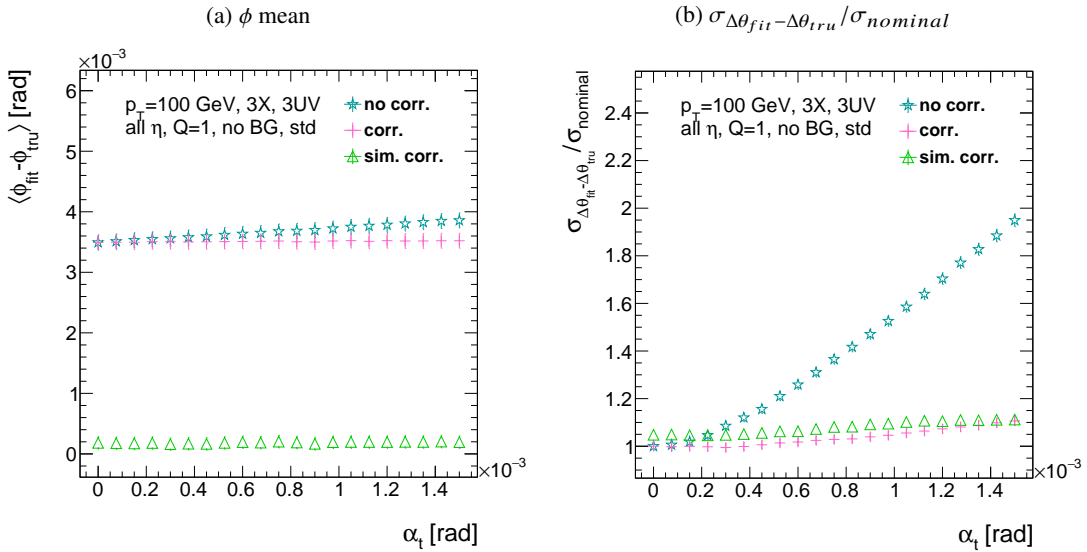 (a) ϕ mean
×10⁻³
⟨ϕ_fit-ϕ_tru⟩ [rad]
p_T=100 GeV, 3X, 3UV
all η, Q=1, no BG, std
no corr.
corr.
sim. corr.
6
5
4
3
2
1
0
0 0.2 0.4 0.6 0.8 1 1.2 1.4
×10⁻³
α_t [rad]
(b) σ_{Δθ_{fit}−Δθ_{tru}}/σ_{nominal}
σ_{Δθ_fit-Δθ_tru}/σ_nominal
p_T=100 GeV, 3X, 3UV
all η, Q=1, no BG, std
no corr.
corr.
sim. corr.
2.4
2.2
2
1.8
1.6
1.4
1.2
1
0 0.2 0.4 0.6 0.8 1 1.2 1.4
×10⁻³
α_t [rad]